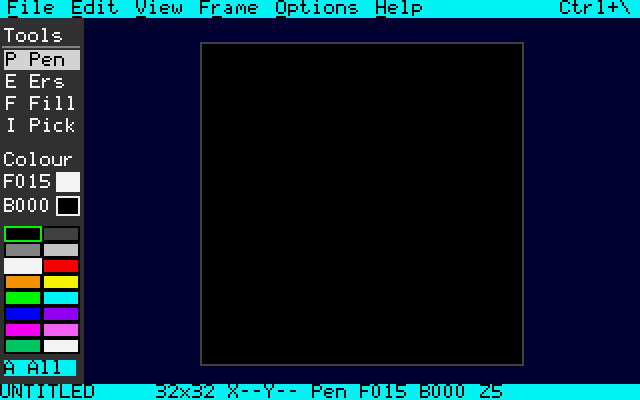 File Edit View Frame Options Help Ctrl+\
Tools
P Pen
E Ers
F Fill
I Pick
Colour
F015
B000
A All
UNTITLED 32x32 X--Y-- Pen F015 B000 Z5